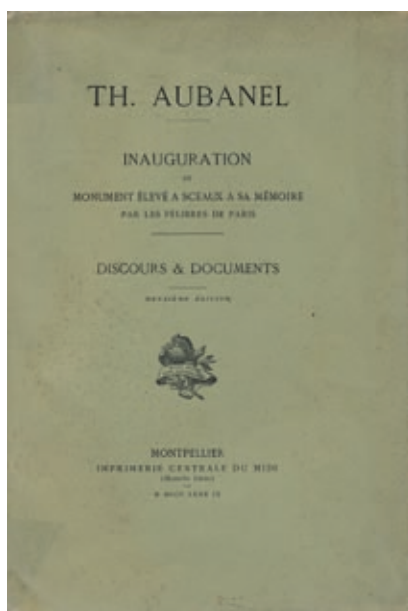 TH. AUBANEL
INAUGURATION
DU
MONUMENT ÉLEVÉ A SCEAUX A SA MÉMOIRE
PAR LES FÉLIBRES DE PARIS
DISCOURS & DOCUMENTS
DEUXIÈME ÉDITION
MONTPELLIER
IMPRIMERIE CENTRALE DU MIDI